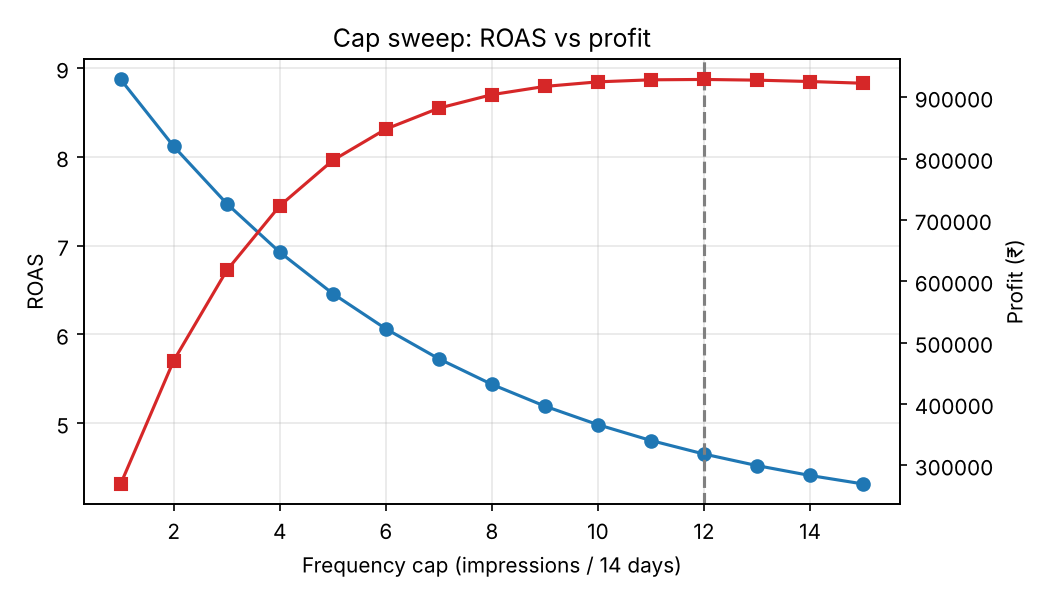 Cap sweep: ROAS vs profit
ROAS
9
8
7
6
5
900000
800000
700000
600000
500000
400000
300000
Profit (₹)
2 4 6 8 10 12 14
Frequency cap (impressions / 14 days)